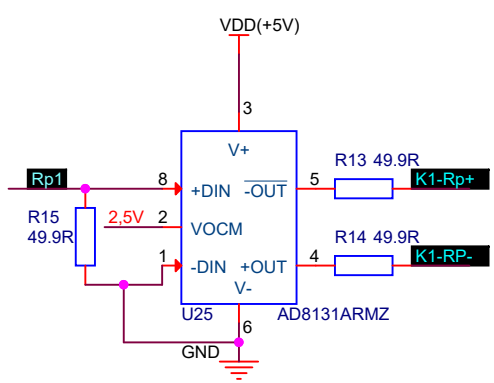 VDD(+5V)
3
V+
R13 49.9R
Rp1
8
+DIN
-OUT
5
K1-Rp+
R15
49.9R
2,5V
2
VOCM
R14 49.9R
1
-DIN
+OUT
4
K1-RP-
V-
U25
6
AD8131ARMZ
GND